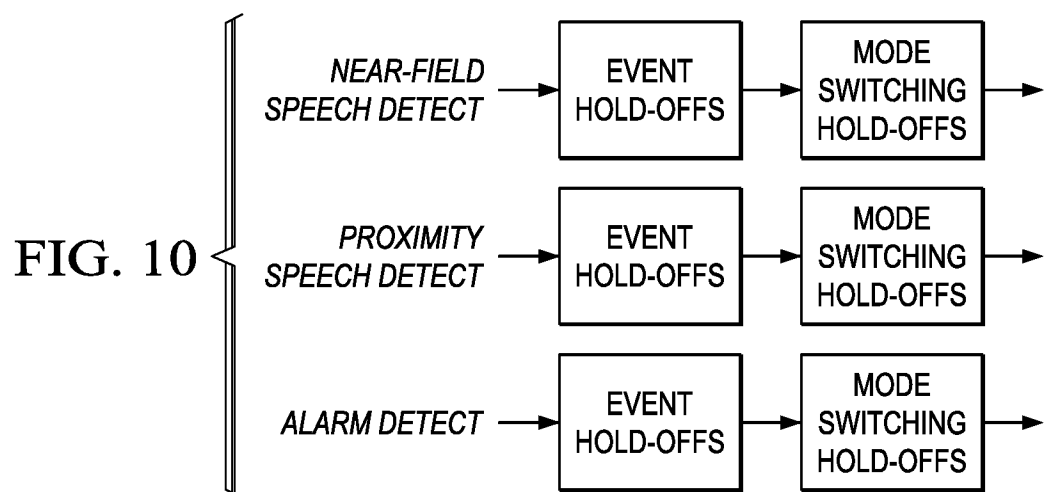 NEAR-FIELD
SPEECH DETECT
EVENT
HOLD-OFFS
MODE
SWITCHING
HOLD-OFFS
FIG. 10
PROXIMITY
SPEECH DETECT
EVENT
HOLD-OFFS
MODE
SWITCHING
HOLD-OFFS
ALARM DETECT
EVENT
HOLD-OFFS
MODE
SWITCHING
HOLD-OFFS